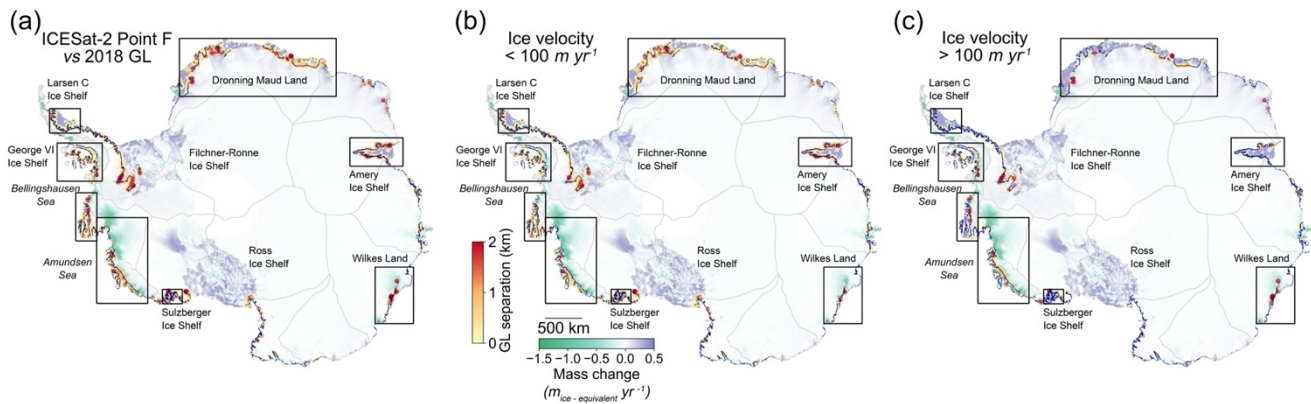 (a)
ICESat-2 Point F
vs 2018 GL
Larsen C
Ice Shelf
Dronning Maud Land
George VI
Ice Shelf
Filchner-Ronne
Ice Shelf
Amery
Ice Shelf
Bellingshausen
Sea
Amundsen
Sea
Ross
Ice Shelf
Wilkes Land
Sulzberger
Ice Shelf
(b)
Ice velocity
< 100 m yr⁻¹
Larsen C
Ice Shelf
Dronning Maud Land
George VI
Ice Shelf
Filchner-Ronne
Ice Shelf
Amery
Ice Shelf
Bellingshausen
Sea
Amundsen
Sea
Ross
Ice Shelf
Wilkes Land
Sulzberger
Ice Shelf
2
1
0
GL separation (km)
500 km
-1.5 -1.0 -0.5 0.0 0.5
Mass change
(m ice - equivalent yr ⁻¹)
(c)
Ice velocity
> 100 m yr⁻¹
Larsen C
Ice Shelf
Dronning Maud Land
George VI
Ice Shelf
Filchner-Ronne
Ice Shelf
Amery
Ice Shelf
Bellingshausen
Sea
Amundsen
Sea
Ross
Ice Shelf
Wilkes Land
Sulzberger
Ice Shelf